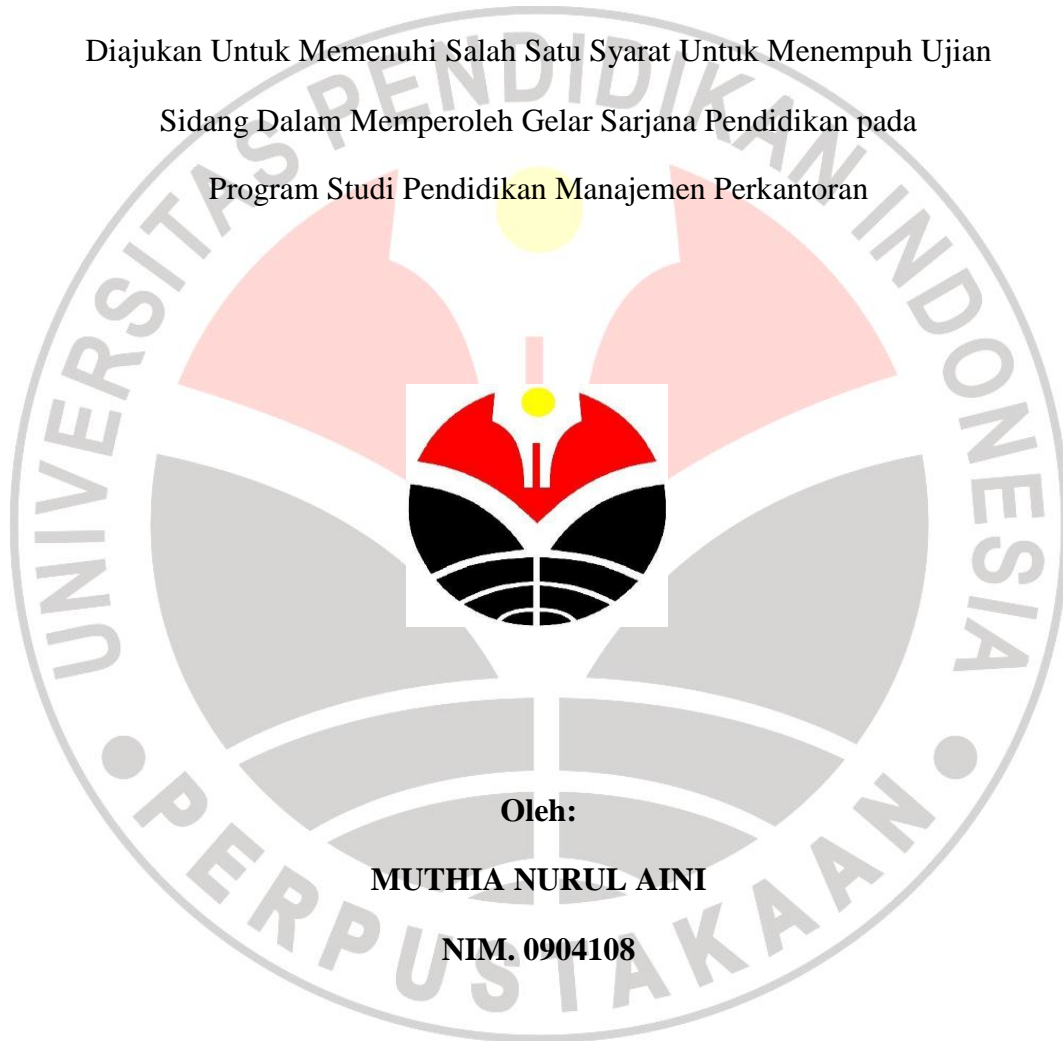 Diajukan Untuk Memenuhi Salah Satu Syarat Untuk Menempuh Ujian
Sidang Dalam Memperoleh Gelar Sarjana Pendidikan pada
Program Studi Pendidikan Manajemen Perkantoran
UNIVERSITAS PENDIDIKAN INDONESIA
Oleh:
MUTHIA NURUL AINI
NIM. 0904108
PERPUSTAKAAN